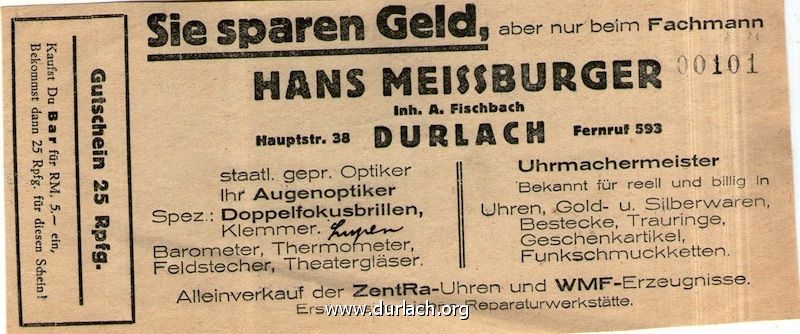 Sie sparen Geld, aber nur beim Fachmann
HANS MEISSBURGER 00101
Inh. A. Fischbach
Hauptstr. 38 DURLACH Fernruf 593
staatl. gepr. Optiker
Ihr Augenoptiker
Spez.: Doppelfokusbrillen,
Klemmer. Lupen
Barometer, Thermometer,
Feldstecher, Theatergläser.
Uhrmachermeister
Bekannt für reell und billig in
Uhren, Gold- u. Silberwaren,
Bestecke, Trauringe,
Geschenkartikel,
Funkschmuckketten.
Alleinverkauf der ZentRa-Uhren und WMF-Erzeugnisse.
Reparaturwerkstätte.
www.durlach.org
Gutschein 25 Rpfg.
Kaufst Du Bar für RM. 5.— ein,
Bekommst dann 25 Rpfg. für diesen Schein!